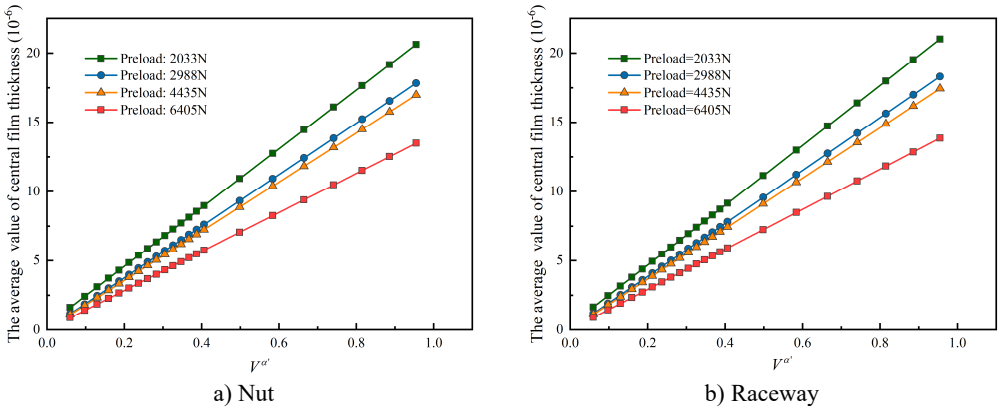 The average value of central film thickness (10⁻⁶)
20
15
10
5
0
Preload: 2033N
Preload: 2988N
Preload: 4435N
Preload: 6405N
0.0 0.2 0.4 0.6 0.8 1.0
V^α'
a) Nut
The average value of central film thickness (10⁻⁶)
20
15
10
5
0
Preload=2033N
Preload=2988N
Preload=4435N
Preload=6405N
0.0 0.2 0.4 0.6 0.8 1.0
V^α'
b) Raceway